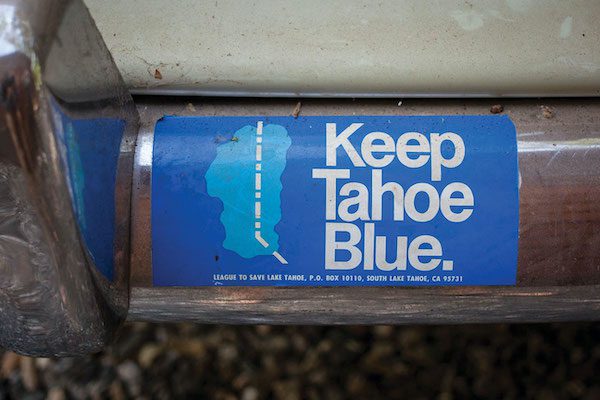 Keep
Tahoe
Blue.
LEAGUE TO SAVE LAKE TAHOE, P.O. BOX 10110, SOUTH LAKE TAHOE, CA 95731